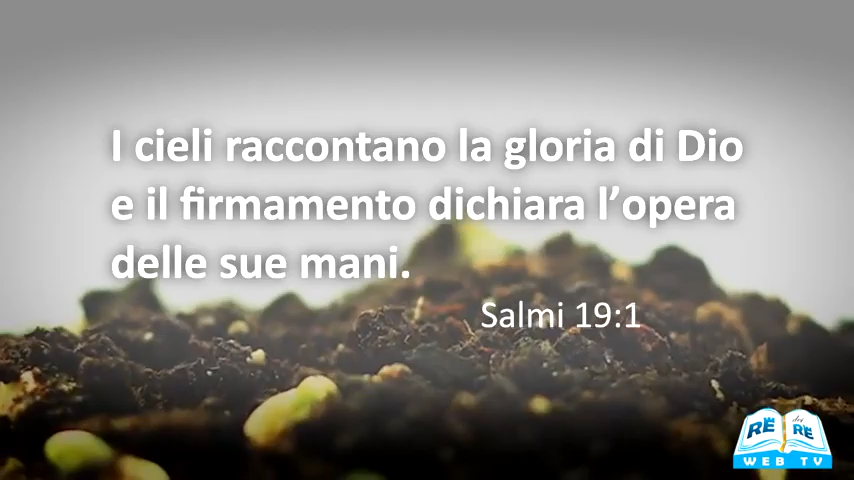 I cieli raccontano la gloria di Dio
e il firmamento dichiara l’opera
delle sue mani.
Salmi 19:1
RE dei RE
WEB TV